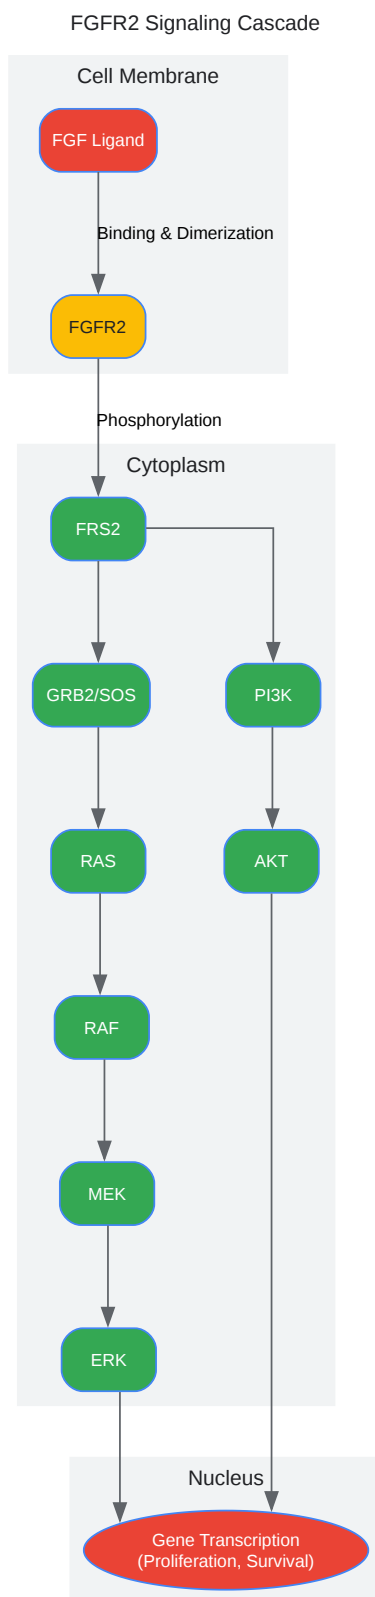 FGFR2 Signaling Cascade
Cell Membrane
FGF Ligand
Binding & Dimerization
FGFR2
Phosphorylation
Cytoplasm
FRS2
GRB2/SOS
PI3K
RAS
AKT
RAF
MEK
ERK
Nucleus
Gene Transcription
(Proliferation, Survival)